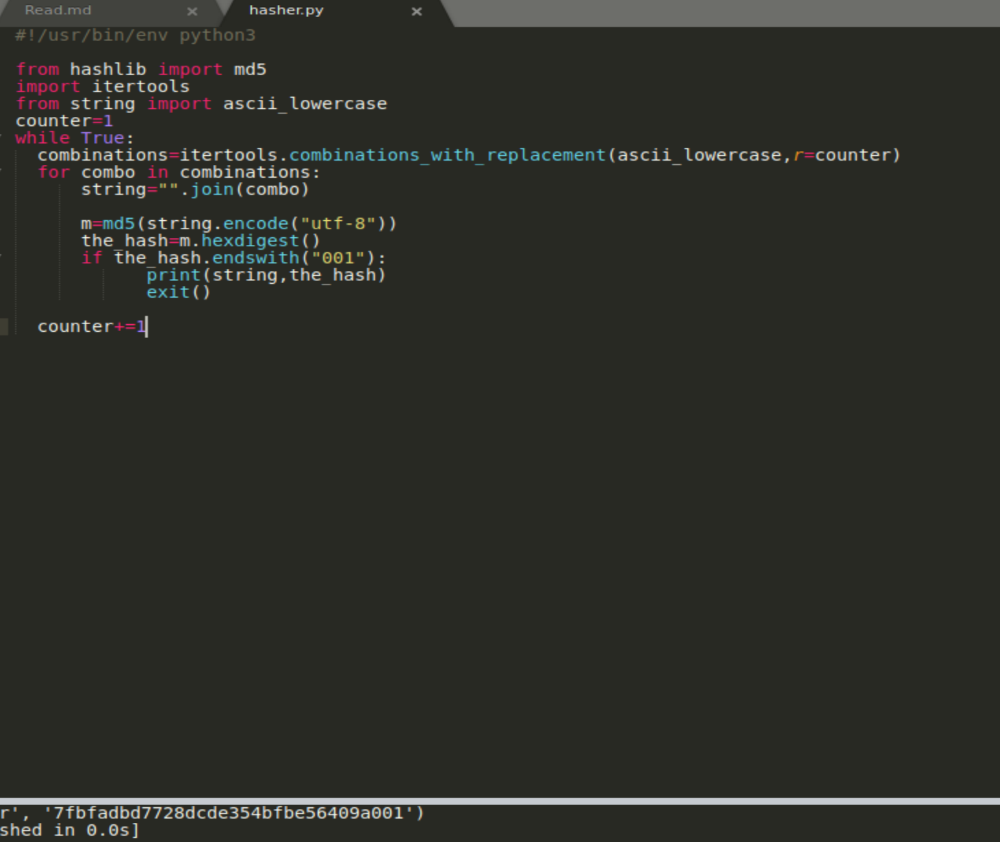 Read.md × hasher.py ×
#!/usr/bin/env python3
from hashlib import md5
import itertools
from string import ascii_lowercase
counter=1
while True:
  combinations=itertools.combinations_with_replacement(ascii_lowercase,r=counter)
  for combo in combinations:
      string="".join(combo)
      m=md5(string.encode("utf-8"))
      the_hash=m.hexdigest()
      if the_hash.endswith("001"):
            print(string,the_hash)
            exit()
  counter+=1
r', '7fbfadbd7728dcde354bfbe56409a001')
shed in 0.0s]